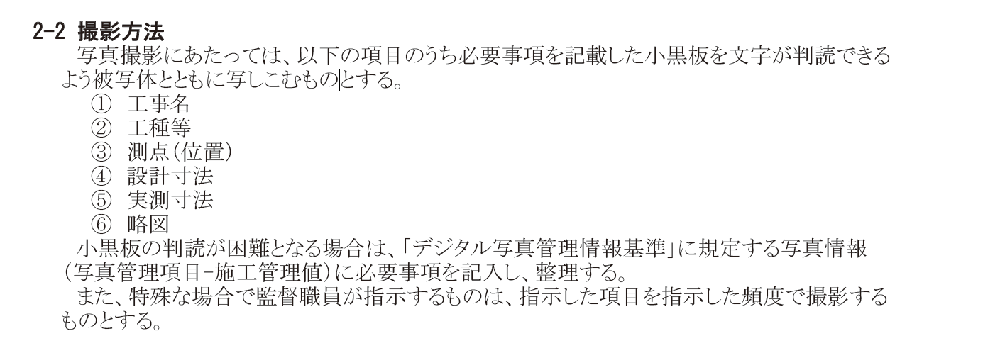 2-2 撮影方法
写真撮影にあたっては、以下の項目のうち必要事項を記載した小黒板を文字が判読できる
よう被写体とともに写しこむものとする。
① 工事名
② 工種等
③ 測点(位置)
④ 設計寸法
⑤ 実測寸法
⑥ 略図
小黒板の判読が困難となる場合は、「デジタル写真管理情報基準」に規定する写真情報
(写真管理項目-施工管理値)に必要事項を記入し、整理する。
また、特殊な場合で監督職員が指示するものは、指示した項目を指示した頻度で撮影する
ものとする。